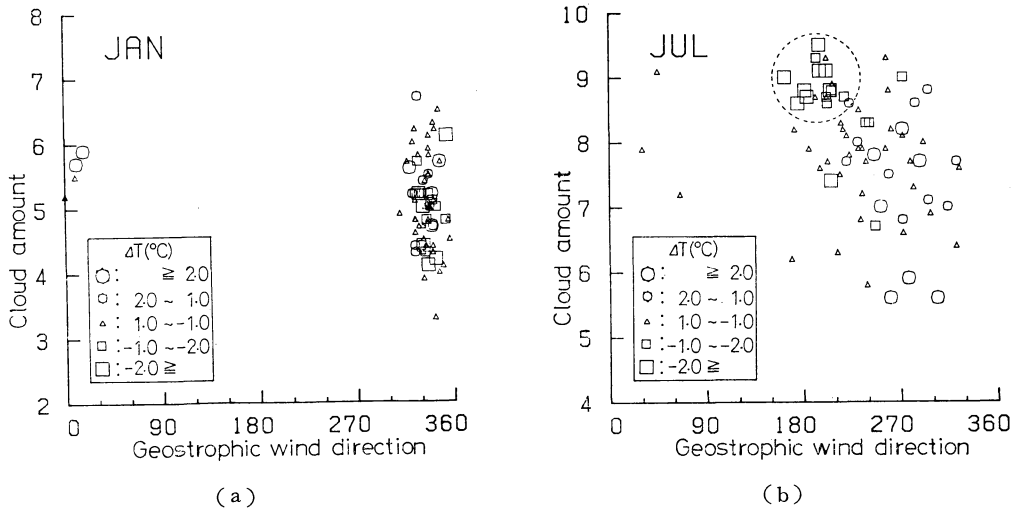 JAN
8
7
6
5
4
3
2
Cloud amount
ΔT(°C)
: ≧ 2.0
: 2.0 ~ 1.0
: 1.0 ~ -1.0
: -1.0 ~ -2.0
: -2.0 ≧
0 90 180 270 360
Geostrophic wind direction
(a)
JUL
10
9
8
7
6
5
4
Cloud amount
ΔT(°C)
: ≧ 2.0
: 2.0 ~ 1.0
: 1.0 ~ -1.0
: -1.0 ~ -2.0
: -2.0 ≧
0 90 180 270 360
Geostrophic wind direction
(b)